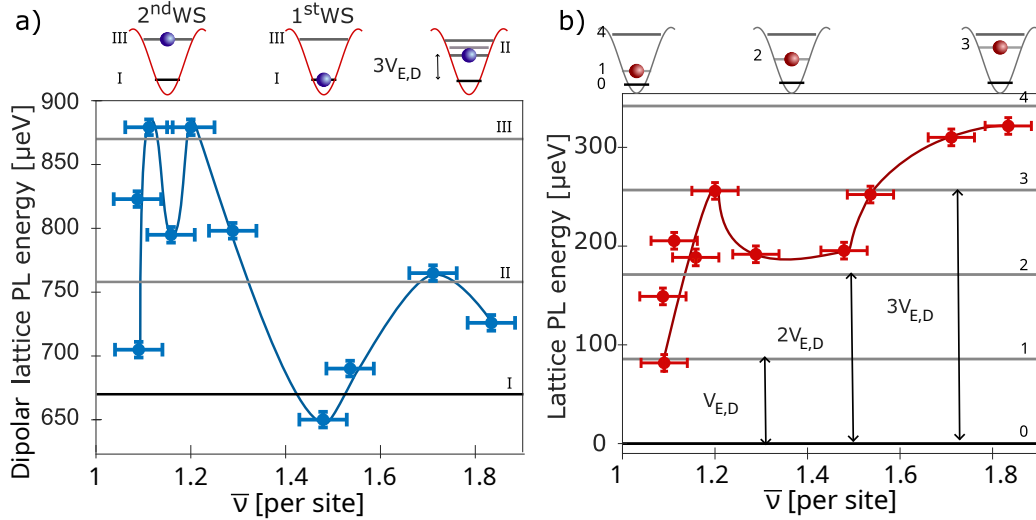 a)
2ndWS
1stWS
III
I
III
I
II
3VE,D
Dipolar lattice PL energy [µeV]
900
850
800
750
700
650
III
II
I
1
1.2
1.4
1.6
1.8
ν̅ [per site]
b)
4
1
0
2
3
Lattice PL energy [µeV]
300
200
100
0
4
3
2
1
0
VE,D
2VE,D
3VE,D
1
1.2
1.4
1.6
1.8
ν̅ [per site]